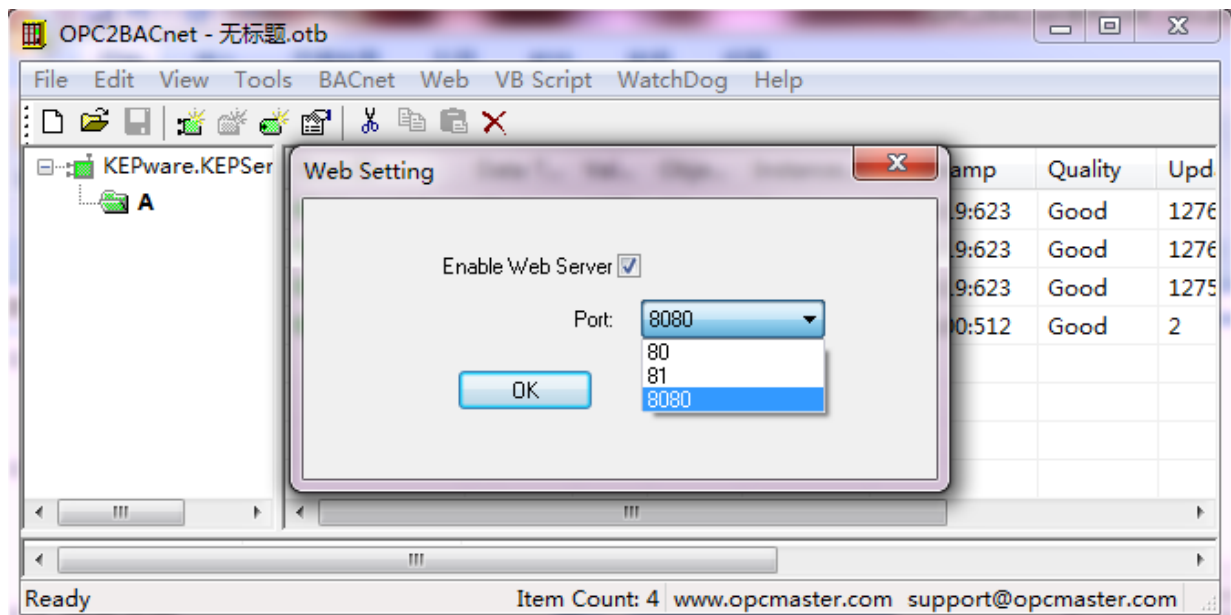 OPC2BACnet - 无标题.otb
File Edit View Tools BACnet Web VB Script WatchDog Help
KEPware.KEPSer
A
Web Setting
Enable Web Server
Port: 8080
80
81
8080
OK
amp Quality Upd
19:623 Good 1276
19:623 Good 1276
19:623 Good 1275
00:512 Good 2
Ready Item Count: 4 www.opcmaster.com support@opcmaster.com